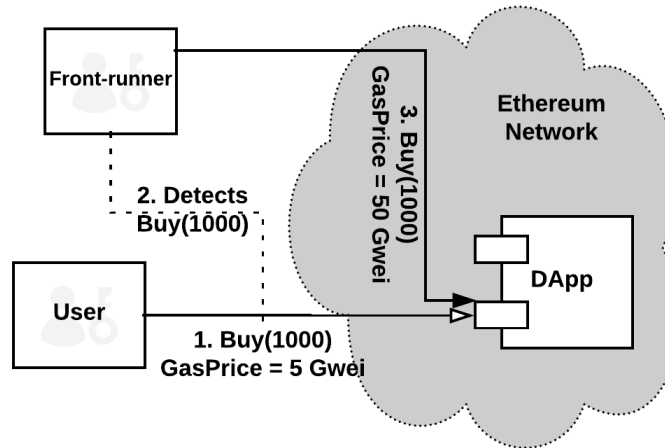 Front-runner
Ethereum
Network
3. Buy(1000)
GasPrice = 50 Gwei
2. Detects
Buy(1000)
DApp
User
1. Buy(1000)
GasPrice = 5 Gwei